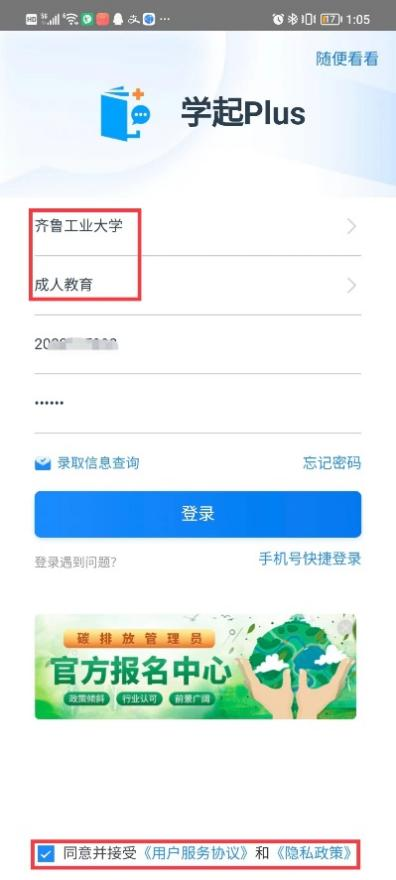 1:05
随便看看
学起Plus
齐鲁工业大学
成人教育
••••••
录取信息查询 忘记密码
登录
登录遇到问题? 手机号快捷登录
碳排放管理员
官方报名中心
政策倾斜 行业认可 前景广阔
同意并接受《用户服务协议》和《隐私政策》